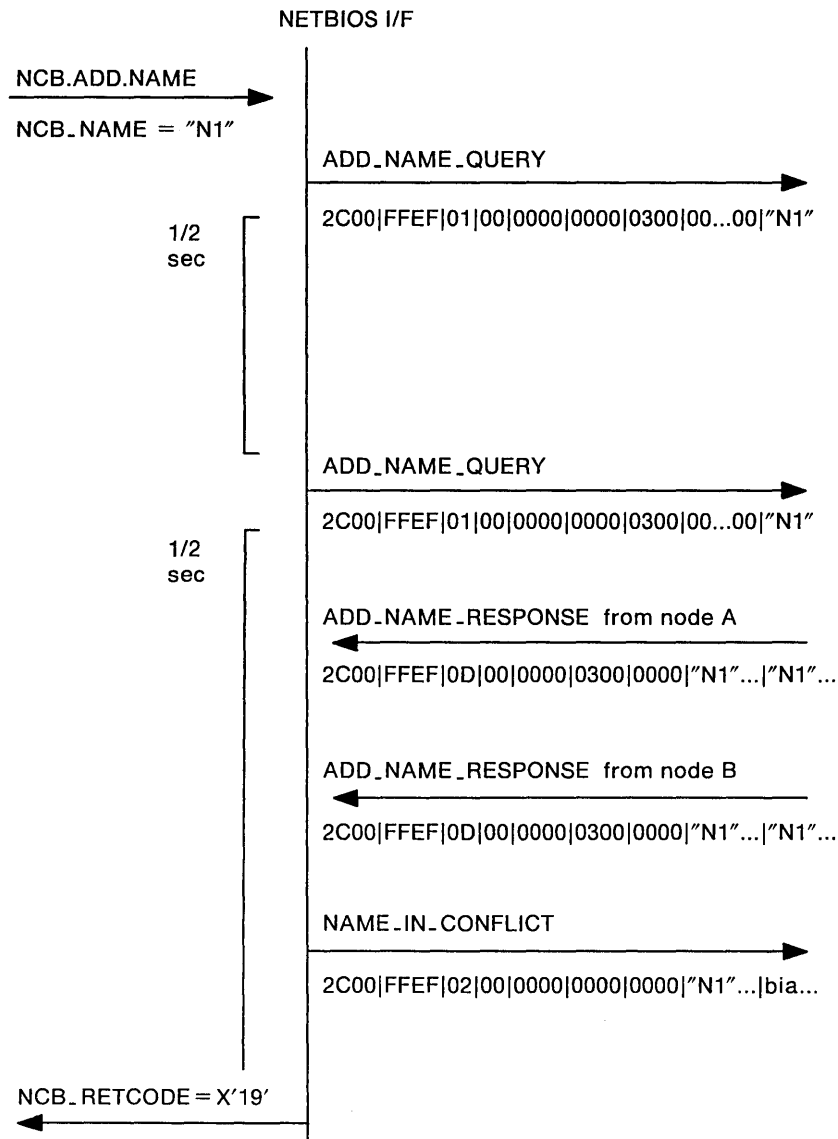 NETBIOS I/F
NCB.ADD.NAME
NCB_NAME = "N1"
ADD_NAME_QUERY
2C00|FFEF|01|00|0000|0000|0300|00...00|"N1"
1/2
sec
ADD_NAME_QUERY
2C00|FFEF|01|00|0000|0000|0300|00...00|"N1"
1/2
sec
ADD_NAME_RESPONSE from node A
2C00|FFEF|0D|00|0000|0300|0000|"N1"...|"N1"...
ADD_NAME_RESPONSE from node B
2C00|FFEF|0D|00|0000|0300|0000|"N1"...|"N1"...
NAME_IN_CONFLICT
2C00|FFEF|02|00|0000|0000|0000|"N1"...|bia...
NCB_RETCODE = X'19'